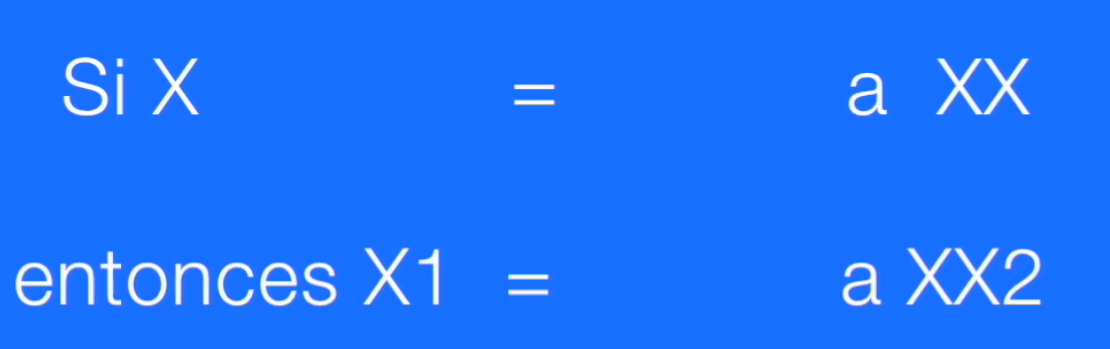 Si X = a XX
entonces X1 = a XX2